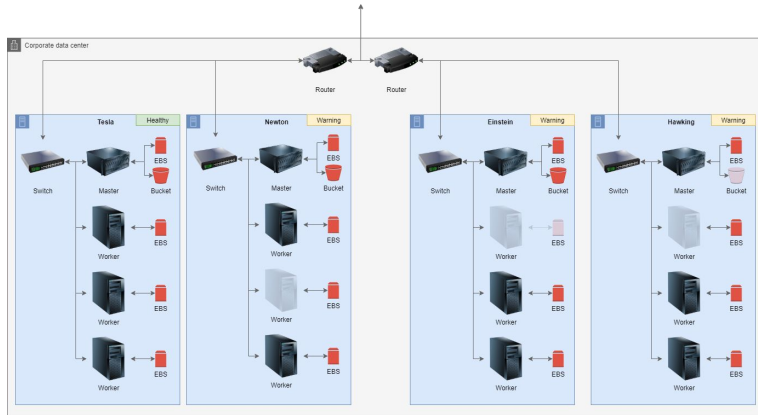 Corporate data center
Router
Router
Tesla
Healthy
Newton
Warning
Einstein
Warning
Hawking
Warning
EBS
EBS
EBS
EBS
Switch
Master
Bucket
Switch
Master
Bucket
Switch
Master
Bucket
Switch
Master
Bucket
EBS
EBS
EBS
EBS
Worker
Worker
Worker
Worker
EBS
EBS
EBS
EBS
Worker
Worker
Worker
Worker
EBS
EBS
EBS
EBS
Worker
Worker
Worker
Worker